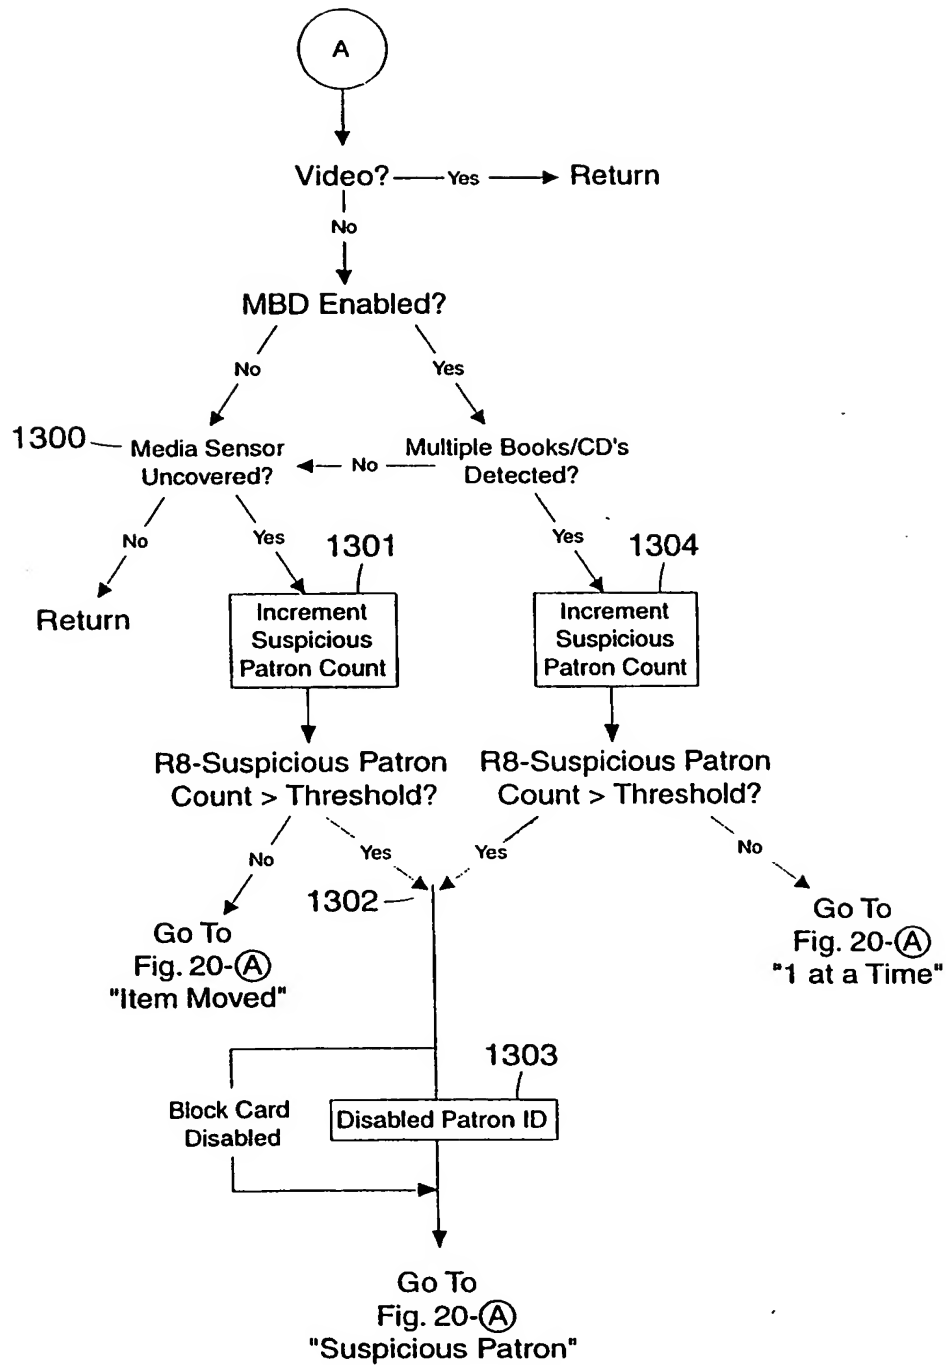 A
Video? Yes Return
No
MBD Enabled?
No Yes
1300 Media Sensor
Uncovered?
No
Multiple Books/CD's
Detected?
No Yes Yes
1301 1304
Return
Increment
Suspicious
Patron Count
Increment
Suspicious
Patron Count
R8-Suspicious Patron
Count > Threshold?
R8-Suspicious Patron
Count > Threshold?
No Yes Yes No
1302
Go To
Fig. 20-A
"Item Moved"
Go To
Fig. 20-A
"1 at a Time"
1303
Block Card
Disabled
Disabled Patron ID
Go To
Fig. 20-A
"Suspicious Patron"